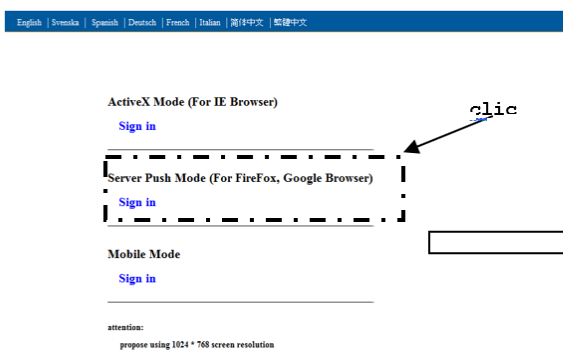 English | Svenska | Spanish | Deutsch | French | Italian | 简体中文 | 繁體中文
ActiveX Mode (For IE Browser)
clic
Sign in
Server Push Mode (For FireFox, Google Browser)
Sign in
Mobile Mode
Sign in
attention:
propose using 1024 * 768 screen resolution